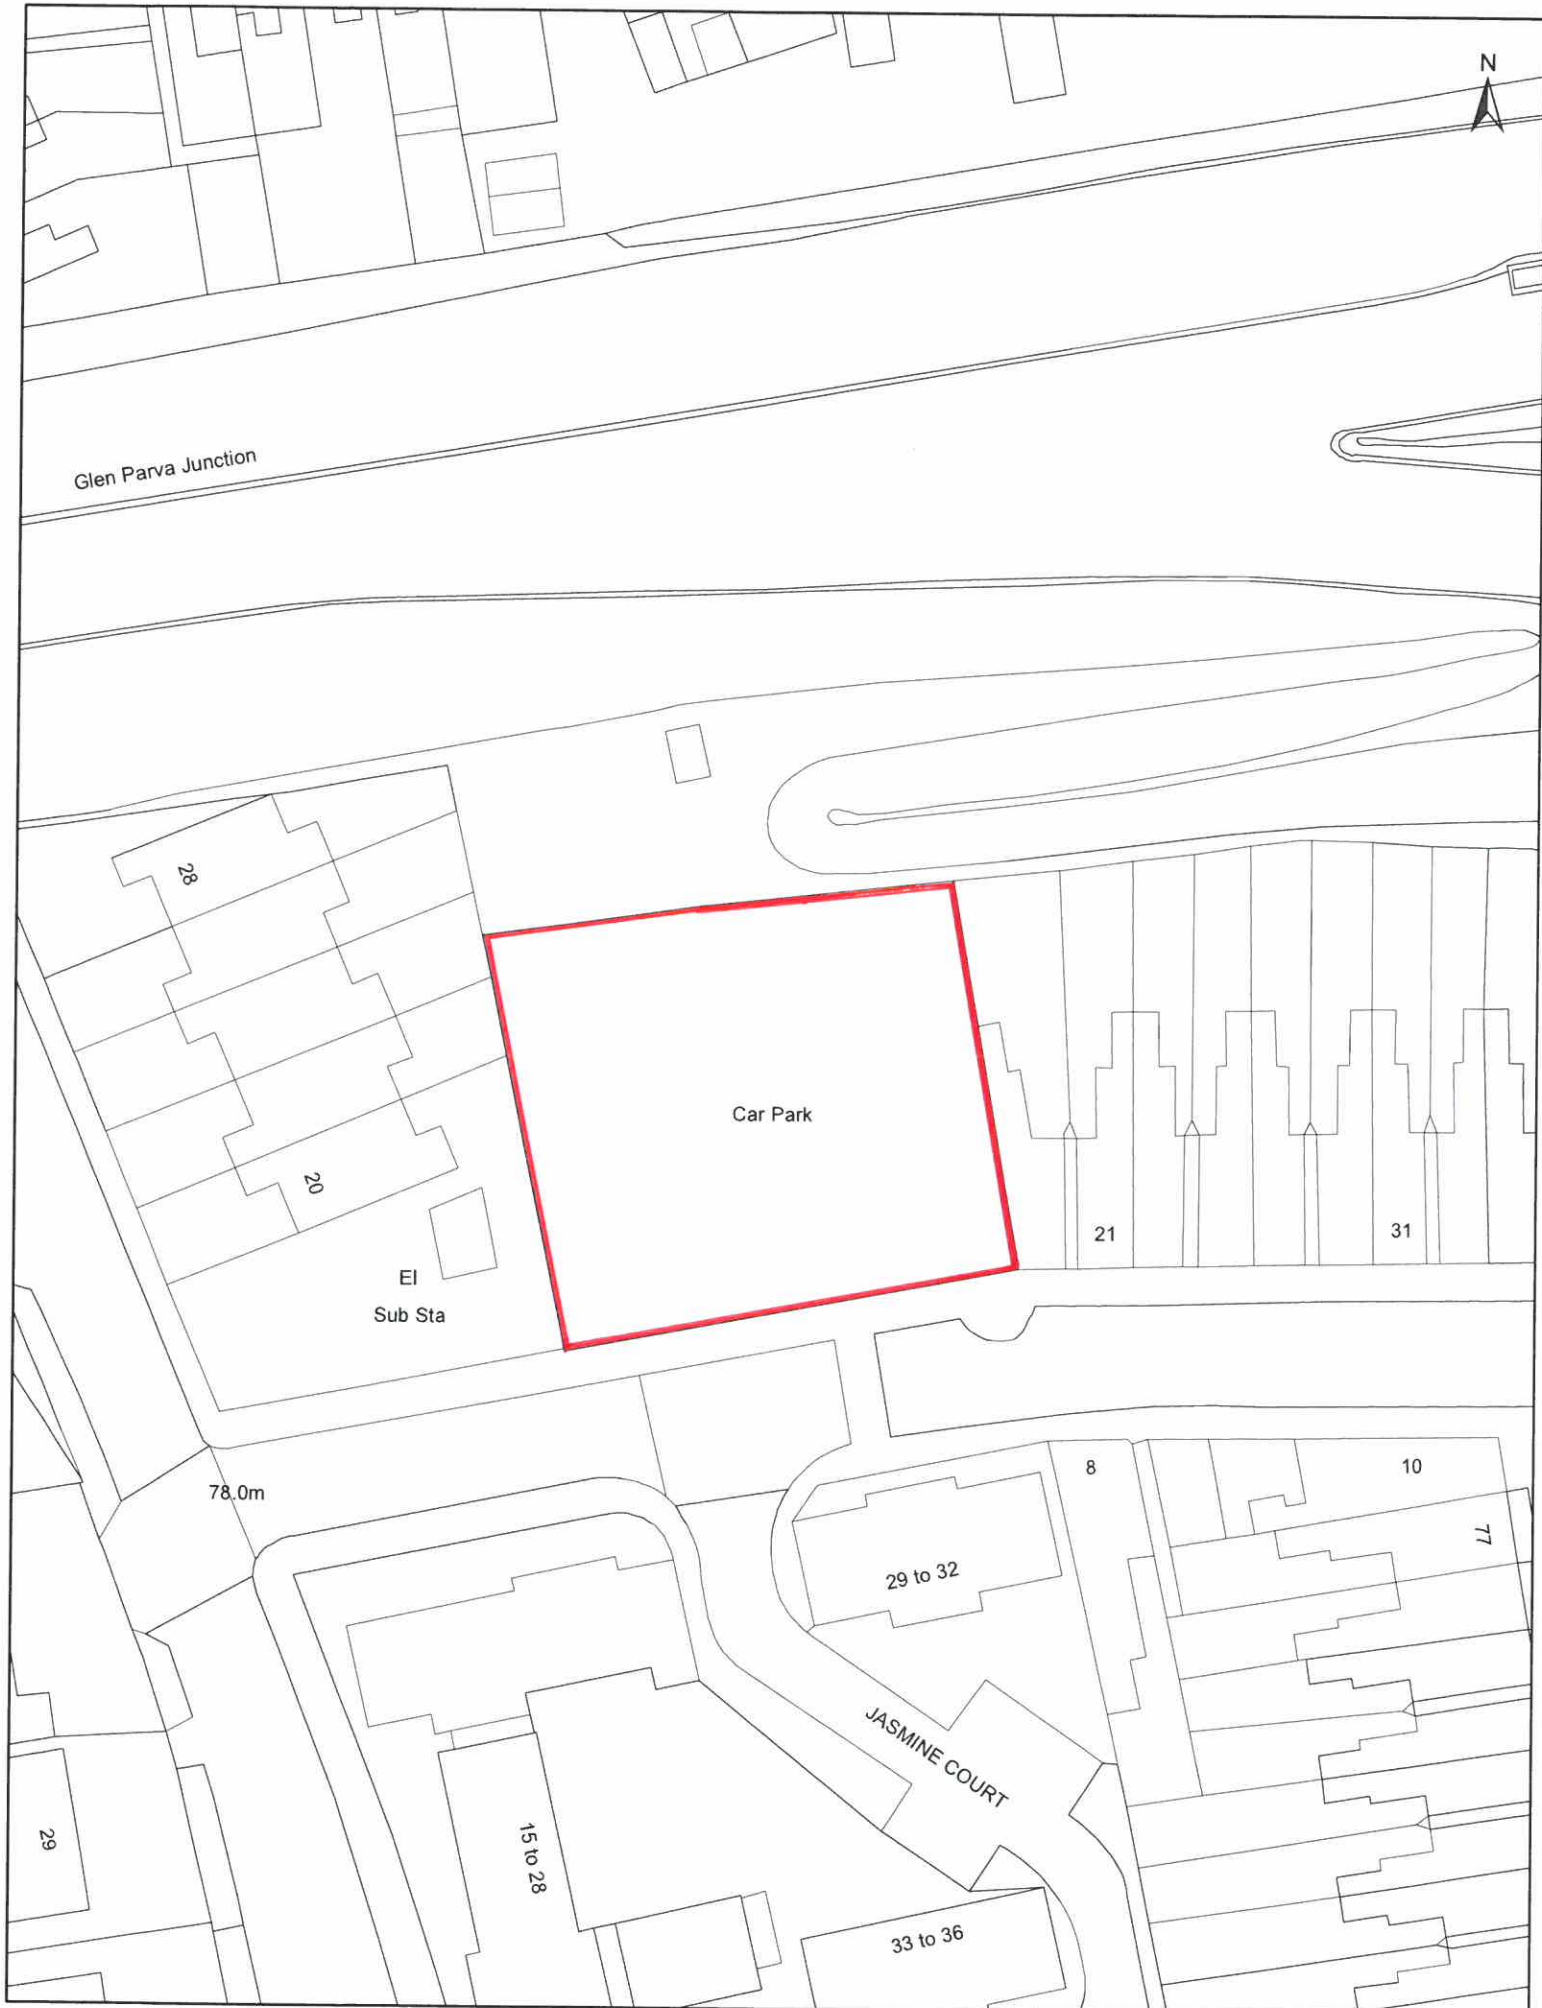 N
Glen Parva Junction
28
Car Park
20
21
31
El
Sub Sta
8
10
78.0m
77
29 to 32
JASMINE COURT
29
15 to 28
33 to 36